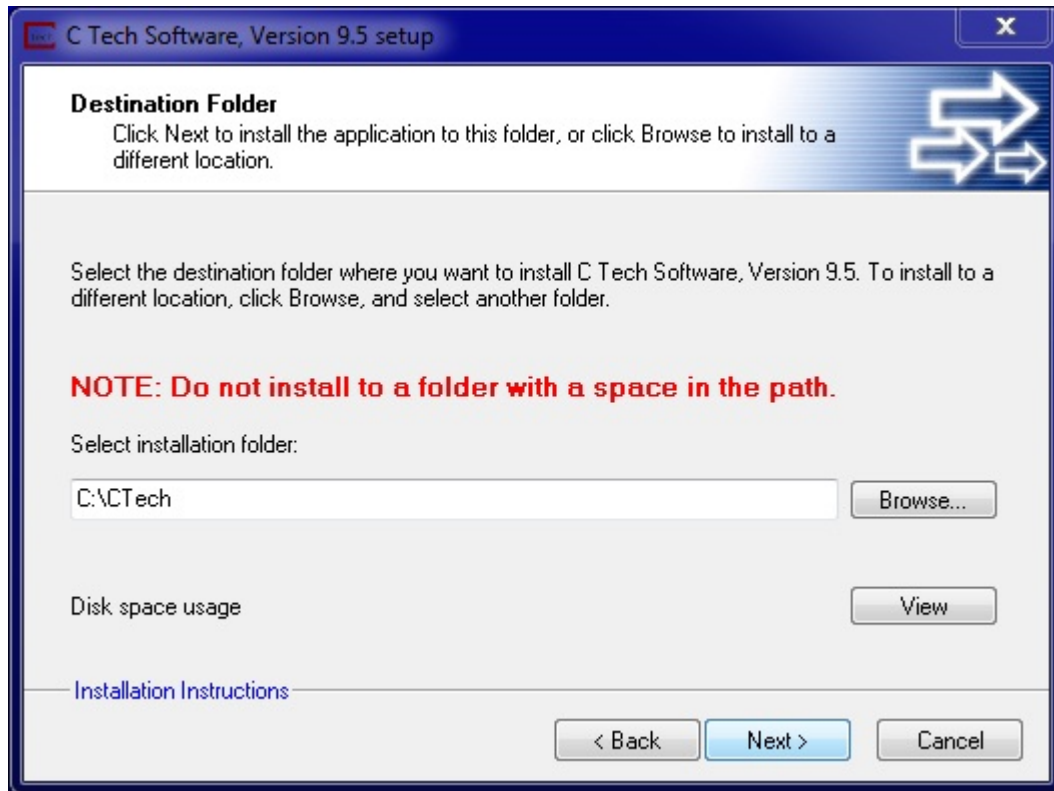 C Tech Software, Version 9.5 setup
Destination Folder
Click Next to install the application to this folder, or click Browse to install to a
different location.
Select the destination folder where you want to install C Tech Software, Version 9.5. To install to a
different location, click Browse, and select another folder.
NOTE: Do not install to a folder with a space in the path.
Select installation folder:
C:\CTech
Browse...
Disk space usage
View
Installation Instructions
< Back
Next >
Cancel